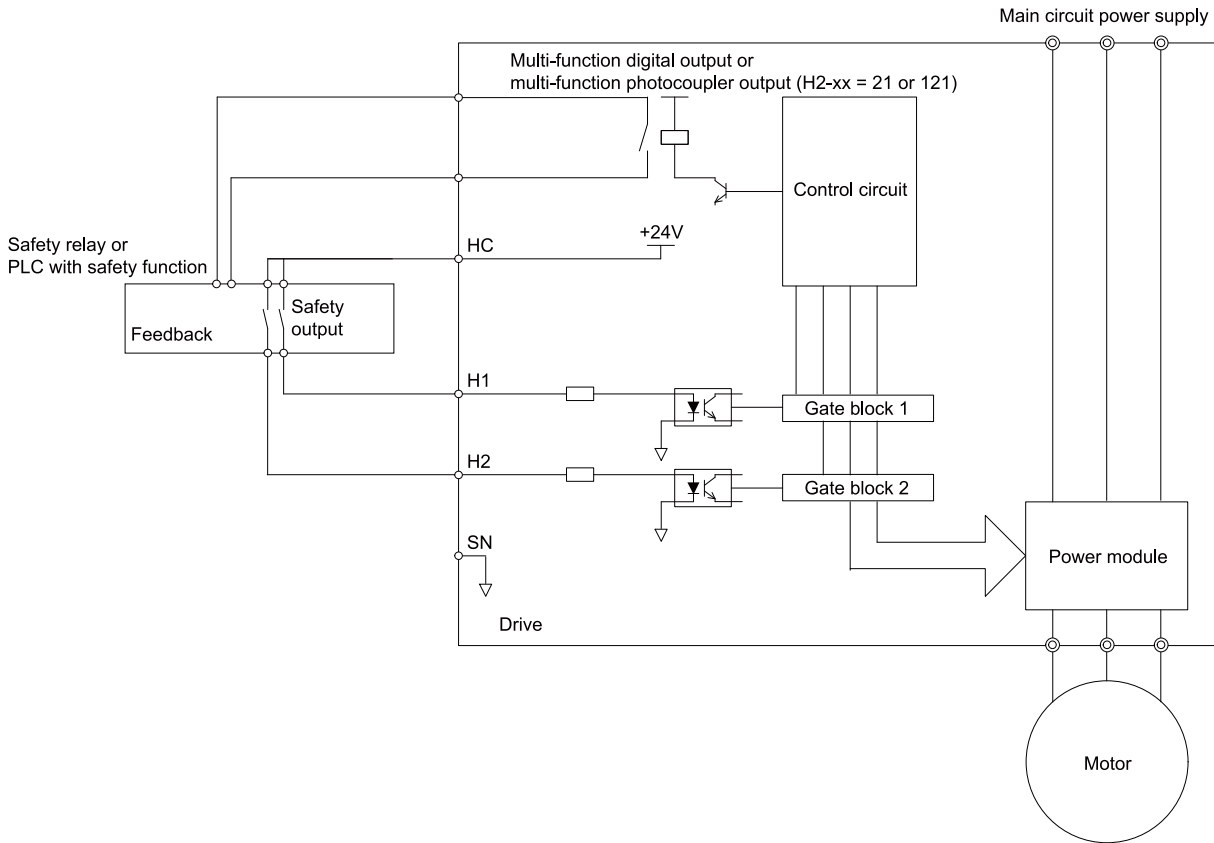 Main circuit power supply
Multi-function digital output or
multi-function photocoupler output (H2-xx = 21 or 121)
Control circuit
+24V
Safety relay or
PLC with safety function
HC
Safety
output
Feedback
H1
Gate block 1
H2
Gate block 2
SN
Power module
Drive
Motor